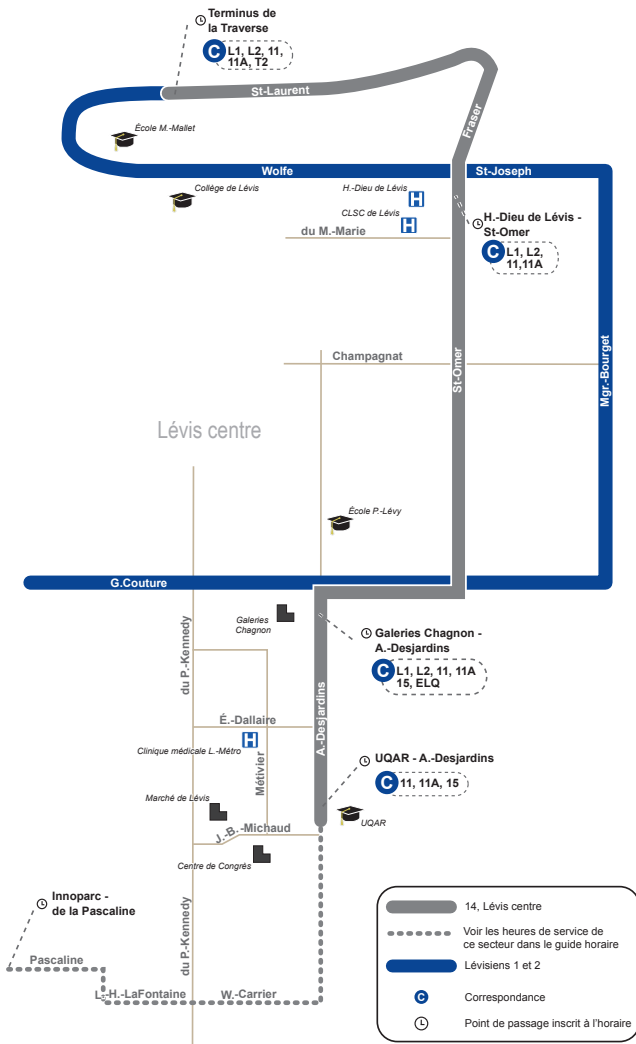 Terminus de
la Traverse
C L1, L2, 11,
11A, T2
St-Laurent
Fraser
École M.-Mallet
Wolfe
St-Joseph
Collège de Lévis
H.-Dieu de Lévis
H
CLSC de Lévis
H
du M.-Marie
H.-Dieu de Lévis -
St-Omer
C L1, L2,
11,11A
Champagnat
St-Omer
Mgr.-Bourget
Lévis centre
École P.-Lévy
G.Couture
Galeries
Chagnon
du P.-Kennedy
Galeries Chagnon -
A.-Desjardins
C L1, L2, 11, 11A
15, ELQ
A.-Desjardins
É.-Dallaire
Clinique médicale L.-Métro
H
Métivier
UQAR - A.-Desjardins
C 11, 11A, 15
Marché de Lévis
J.-B.-Michaud
UQAR
Centre de Congrès
Innoparc -
de la Pascaline
du P.-Kennedy
Pascaline
L.-H.-LaFontaine
W.-Carrier
14, Lévis centre
Voir les heures de service de
ce secteur dans le guide horaire
Lévisiens 1 et 2
C Correspondance
Point de passage inscrit à l'horaire